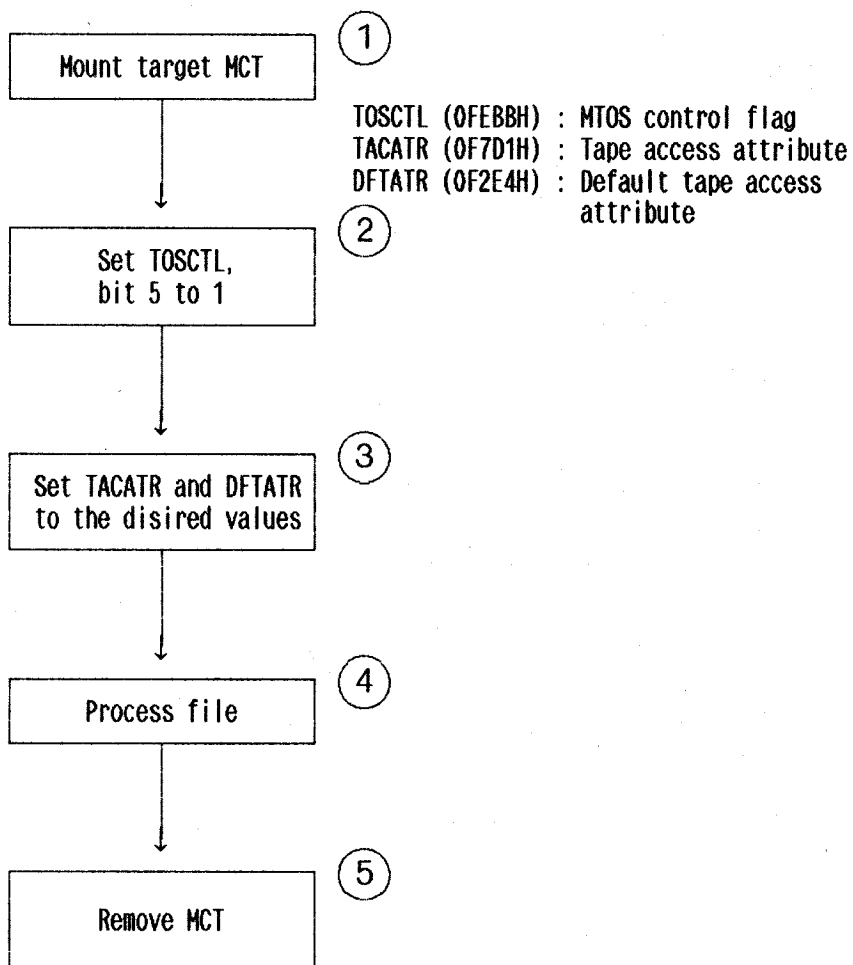 1
Mount target MCT
TOSCTL (0FEBBH) : MTOS control flag
TACATR (0F7D1H) : Tape access attribute
DFTATR (0F2E4H) : Default tape access
attribute
2
Set TOSCTL,
bit 5 to 1
3
Set TACATR and DFTATR
to the disired values
4
Process file
5
Remove MCT